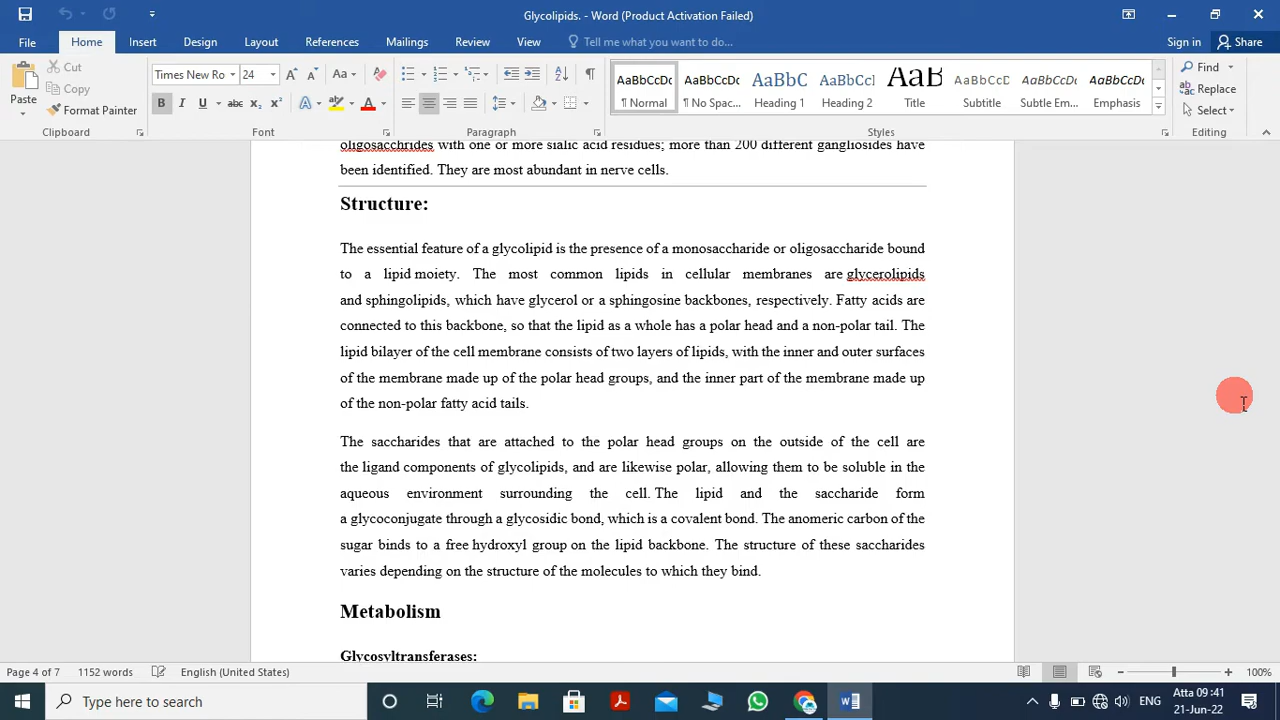 Glycolipids. - Word (Product Activation Failed)
File Home Insert Design Layout References Mailings Review View Tell me what you want to do... Sign in Share
Paste Cut Copy Format Painter Clipboard
Times New Ro 24 Font
Paragraph
AaBbCcDc ¶ Normal AaBbCcDc ¶ No Spac... AaBbC Heading 1 AaBbCcI Heading 2 AaB Title AaBbCcD Subtitle AaBbCcDc Subtle Em... AaBbCcDc Emphasis Styles
Find Replace Select Editing
oligosacchrides with one or more sialic acid residues; more than 200 different gangliosides have
been identified. They are most abundant in nerve cells.
Structure:
The essential feature of a glycolipid is the presence of a monosaccharide or oligosaccharide bound
to a lipid moiety. The most common lipids in cellular membranes are glycerolipids
and sphingolipids, which have glycerol or a sphingosine backbones, respectively. Fatty acids are
connected to this backbone, so that the lipid as a whole has a polar head and a non-polar tail. The
lipid bilayer of the cell membrane consists of two layers of lipids, with the inner and outer surfaces
of the membrane made up of the polar head groups, and the inner part of the membrane made up
of the non-polar fatty acid tails.
The saccharides that are attached to the polar head groups on the outside of the cell are
the ligand components of glycolipids, and are likewise polar, allowing them to be soluble in the
aqueous environment surrounding the cell. The lipid and the saccharide form
a glycoconjugate through a glycosidic bond, which is a covalent bond. The anomeric carbon of the
sugar binds to a free hydroxyl group on the lipid backbone. The structure of these saccharides
varies depending on the structure of the molecules to which they bind.
Metabolism
Glycosyltransferases:
Page 4 of 7 1152 words English (United States) 100%
Type here to search ENG Atta 09:41
21-Jun-22